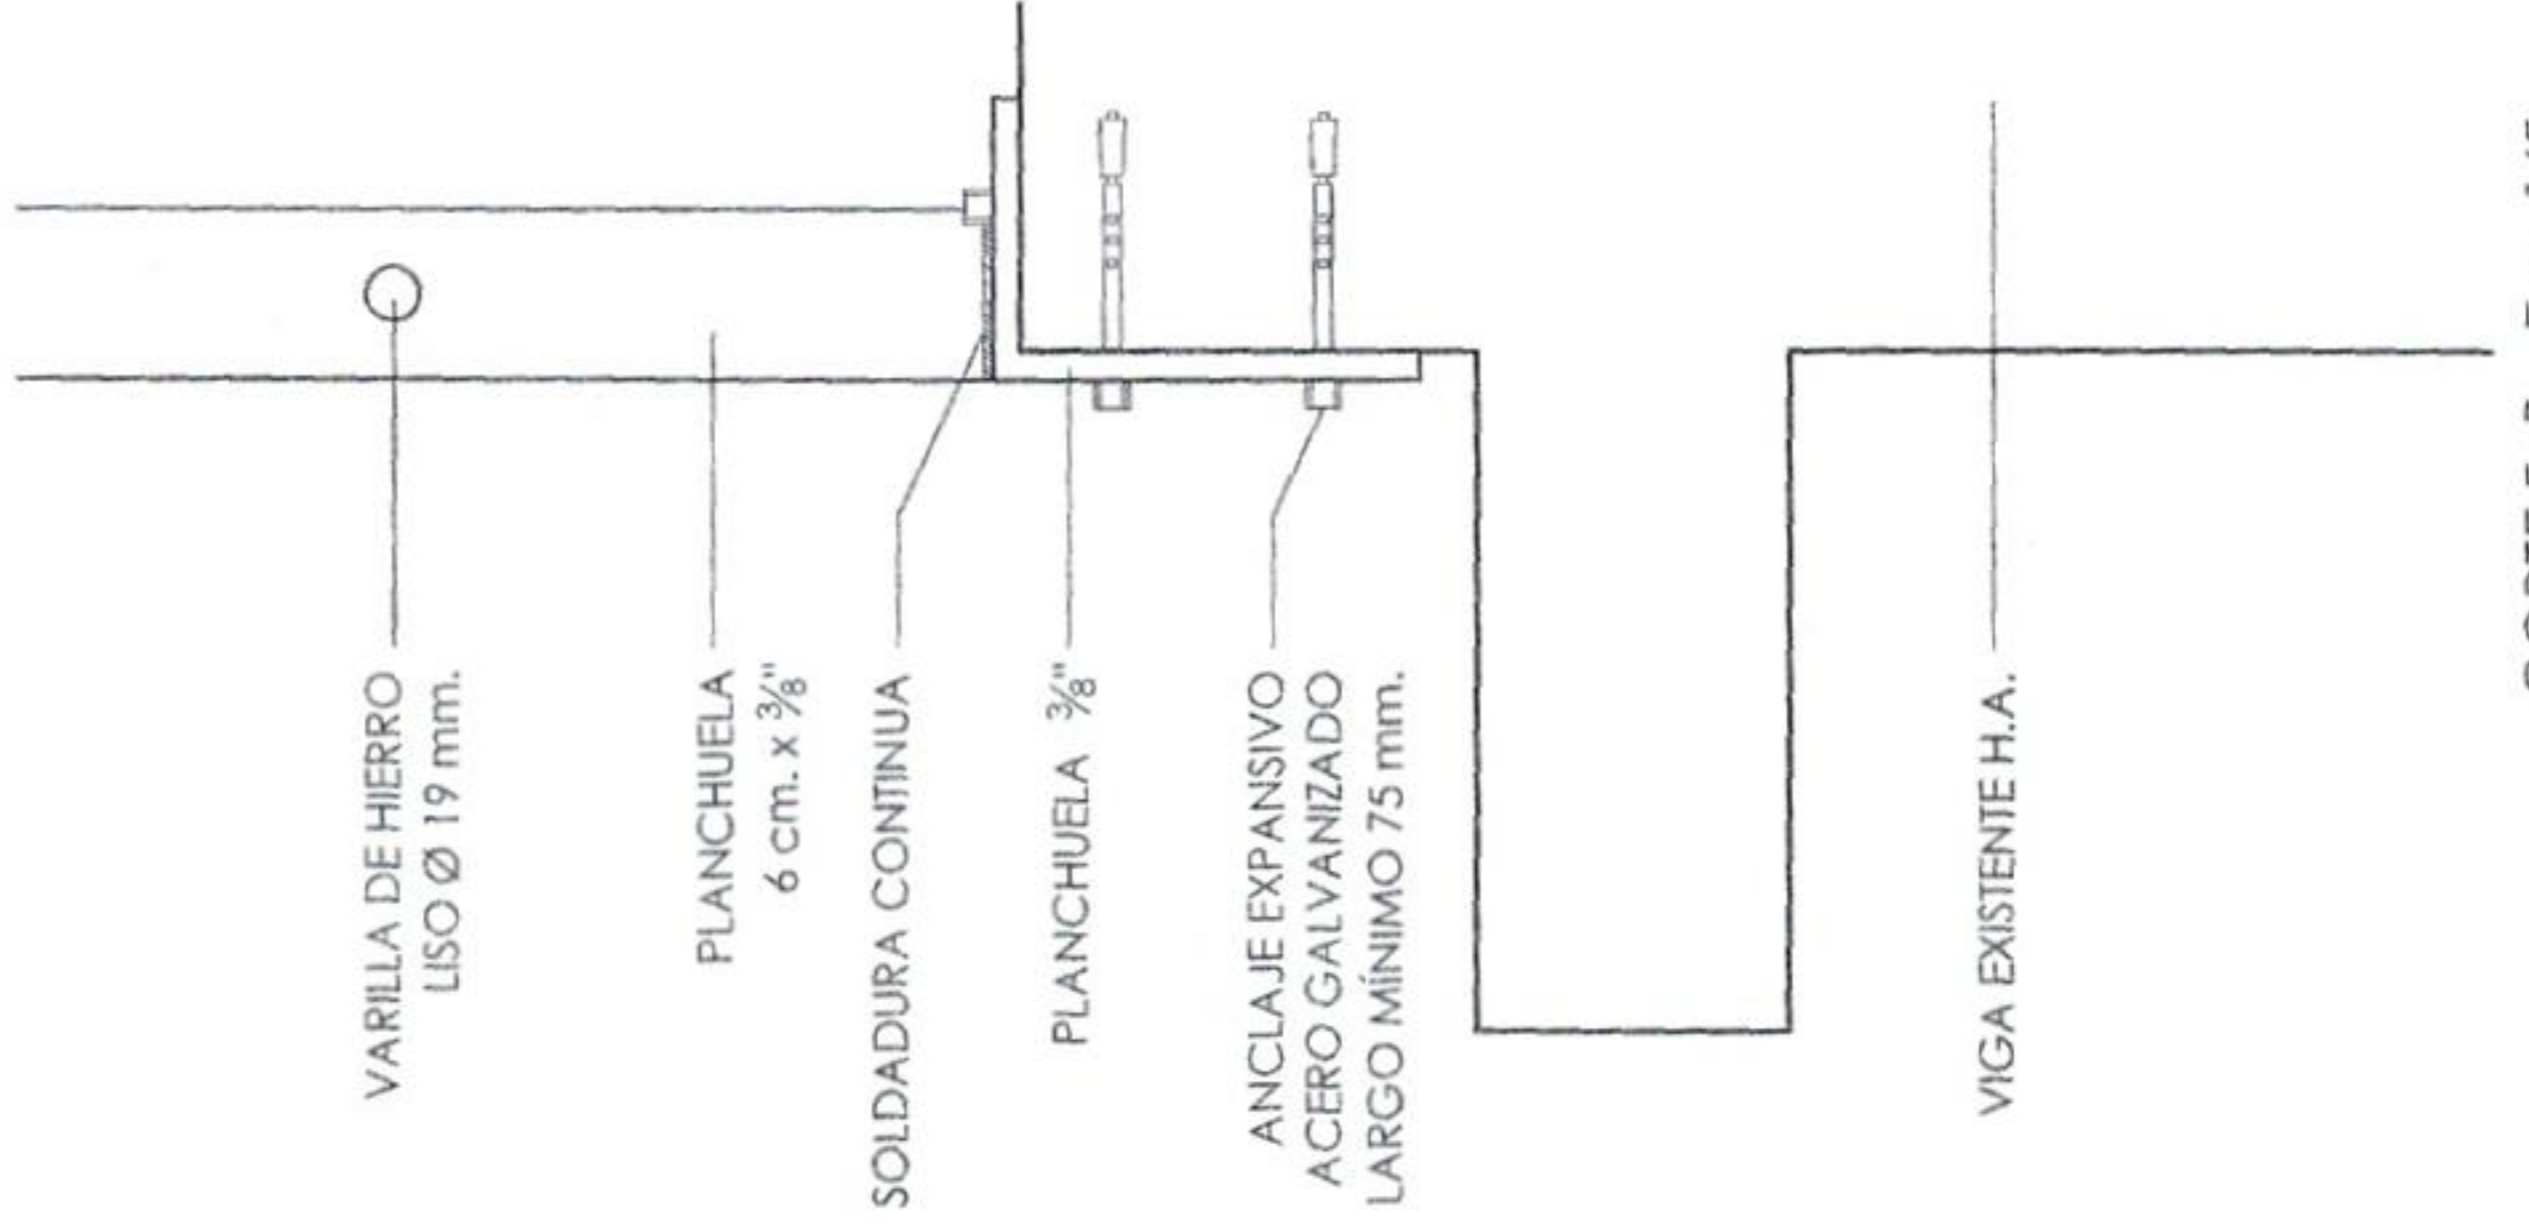 VARILLA DE HIERRO
LISO Ø 19 mm.
PLANCHUELA
6 cm. x 3/8"
SOLDADURA CONTINUA
PLANCHUELA 3/8"
ANCLAJE EXPANSIVO
ACERO GALVANIZADO
LARGO MÍNIMO 75 mm.
VIGA EXISTENTE H.A.